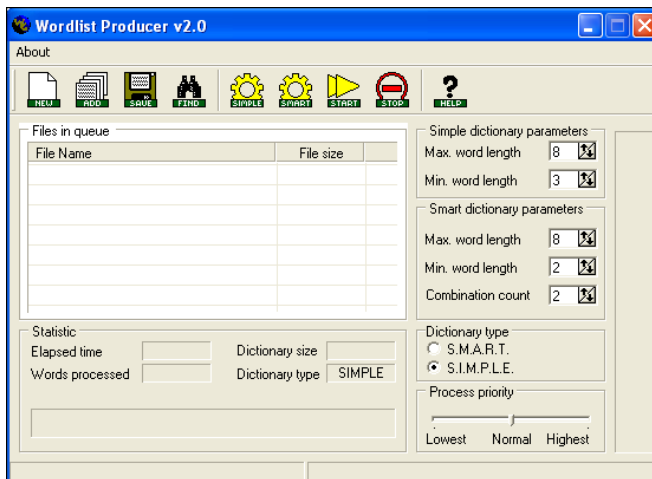 Wordlist Producer v2.0
About
NEW ADD SAVE FIND SIMPLE SMART START STOP HELP
Files in queue
File Name File size
Simple dictionary parameters
Max. word length 8
Min. word length 3
Smart dictionary parameters
Max. word length 8
Min. word length 2
Combination count 2
Statistic
Elapsed time Dictionary size
Words processed Dictionary type SIMPLE
Dictionary type
S.M.A.R.T.
S.I.M.P.L.E.
Process priority
Lowest Normal Highest